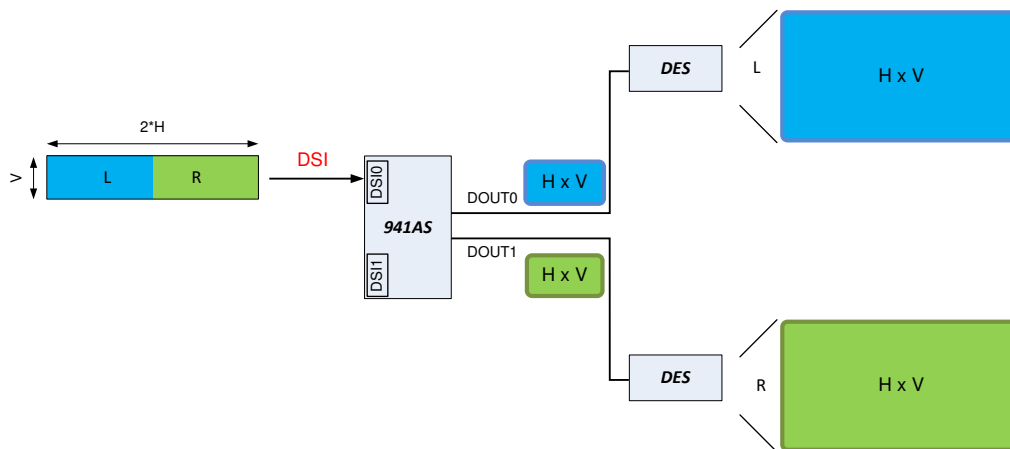 2*H
V
L
R
DSI
DSI0
941AS
DSI1
DOUT0
H x V
DOUT1
H x V
DES
L
H x V
DES
R
H x V